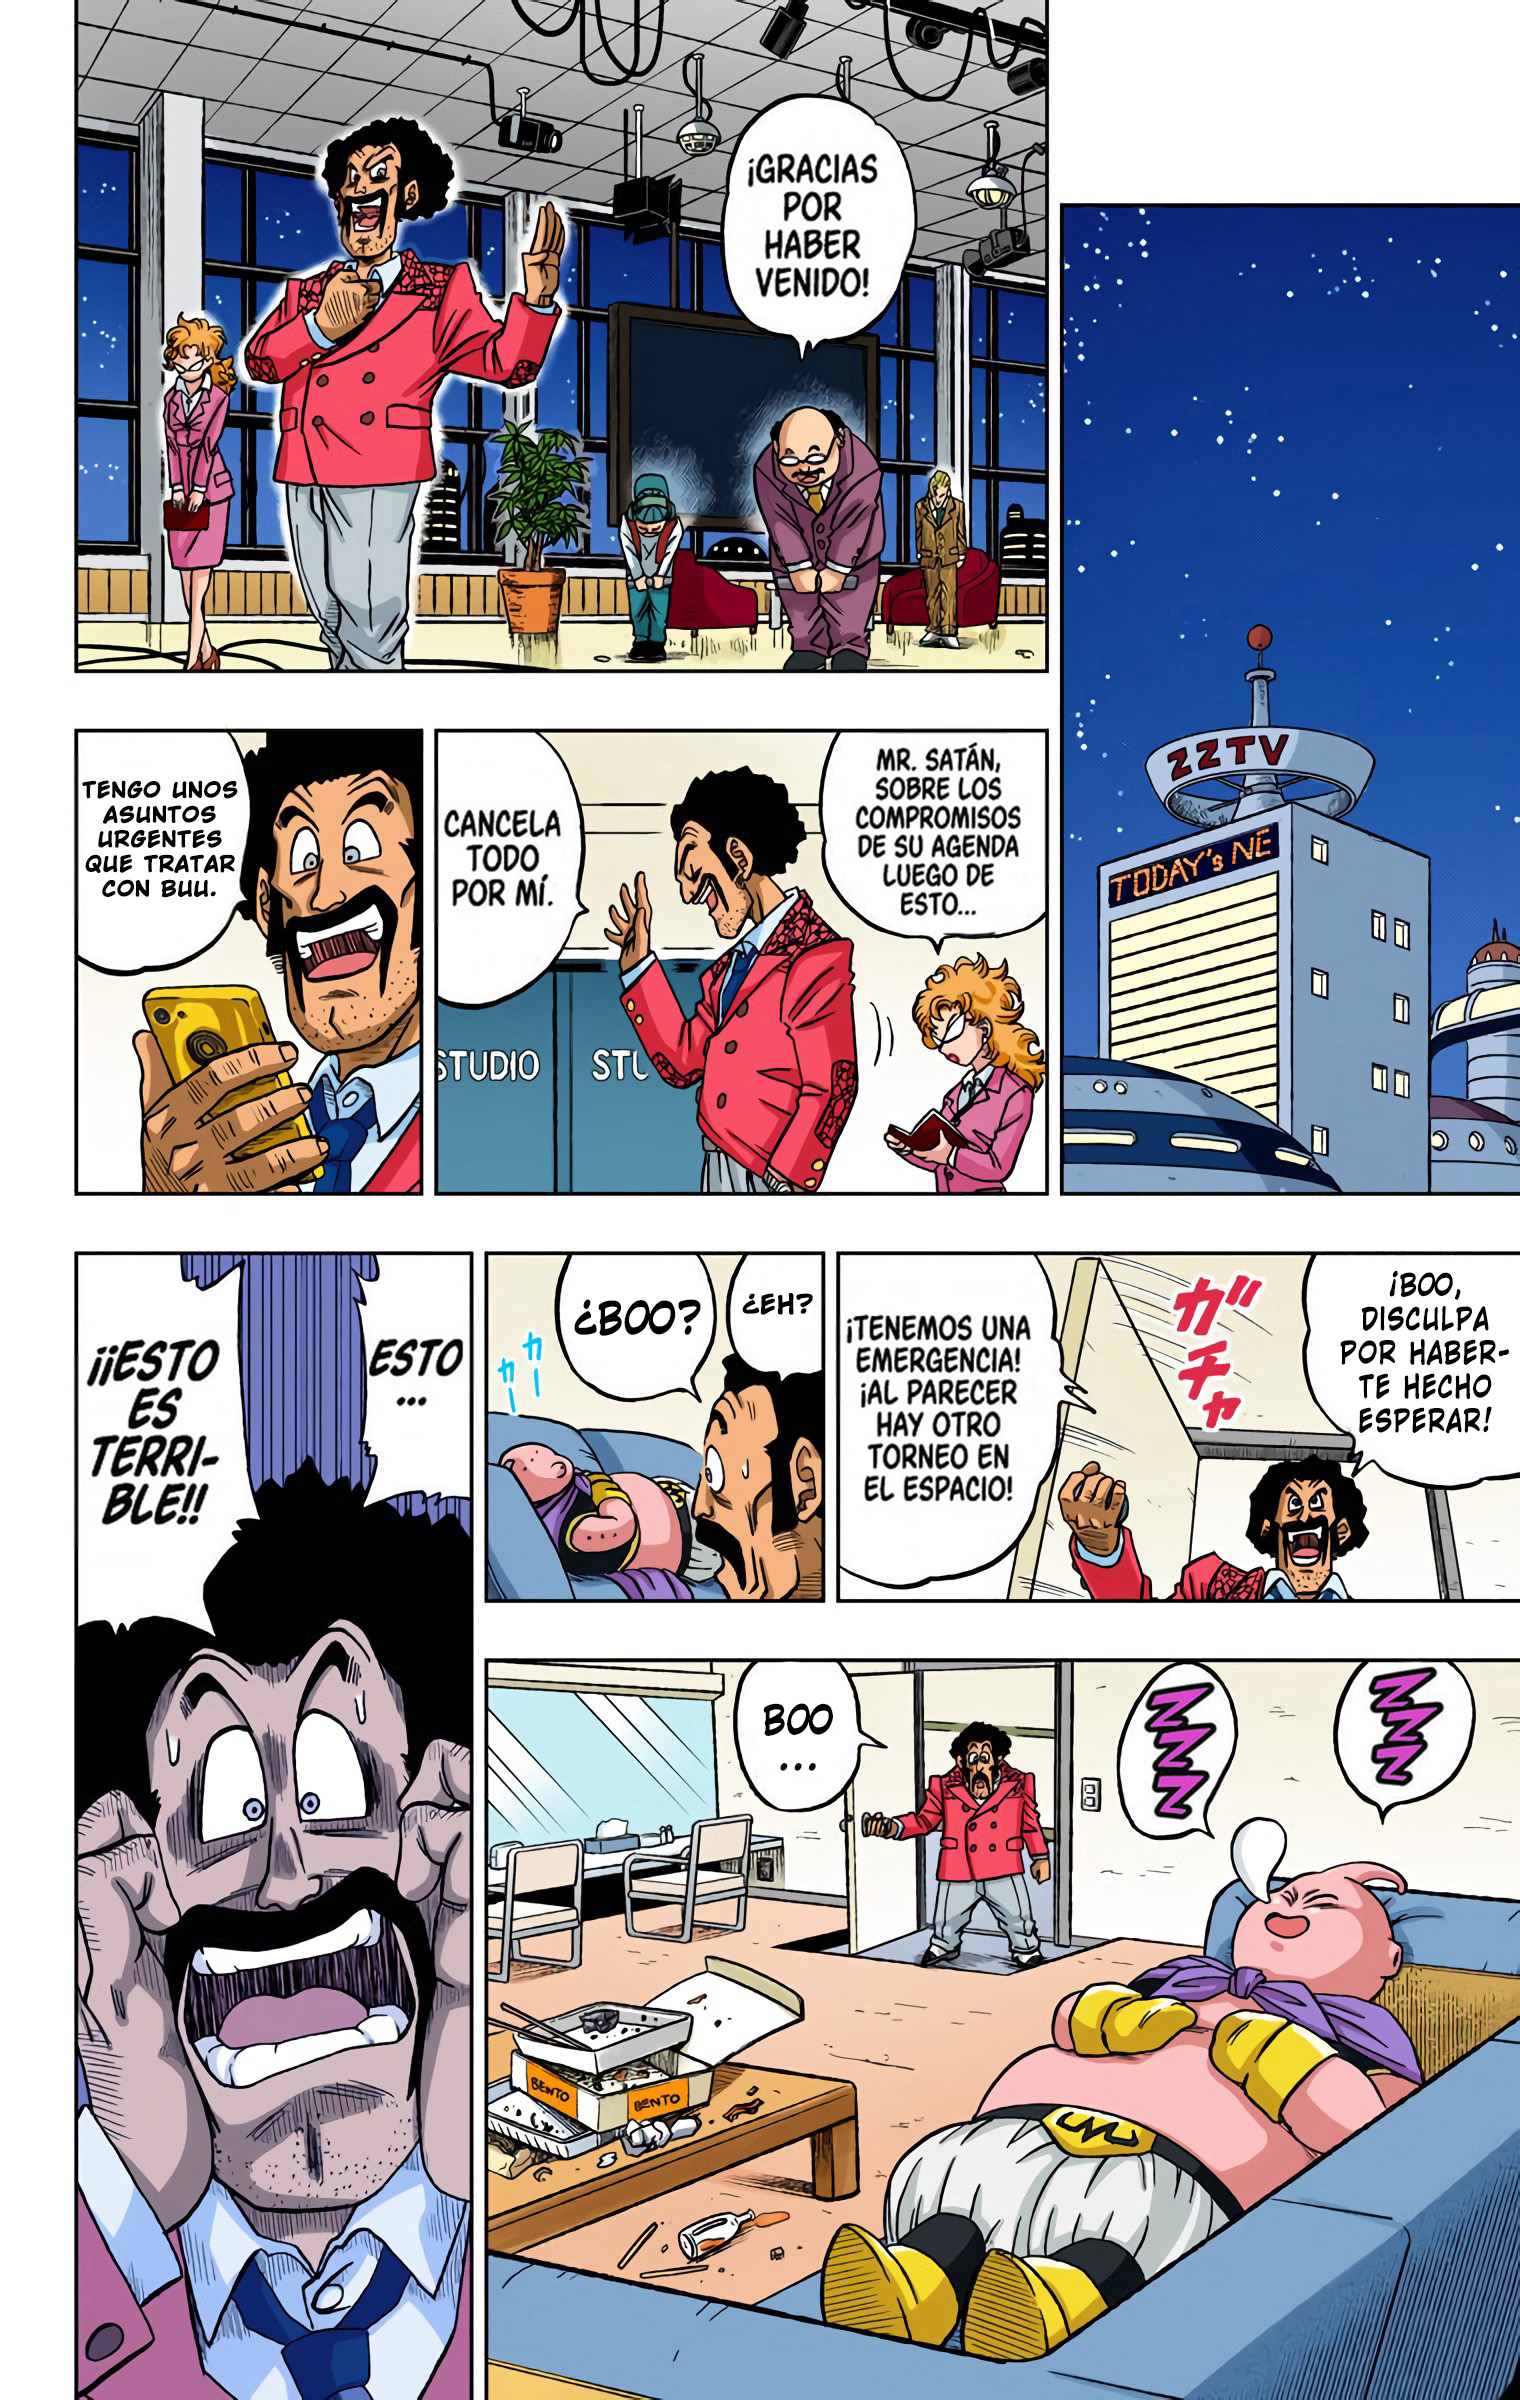 ZZTV
TODAY's NE
¡GRACIAS
POR
HABER
VENIDO!
MR. SATÁN,
SOBRE LOS
COMPROMISOS
DE SU AGENDA
LUEGO DE
ESTO...
CANCELA
TODO
POR MÍ.
STUDIO
STU
TENGO UNOS
ASUNTOS
URGENTES
QUE TRATAR
CON BUU.
¡BOO,
DISCULPA
POR HABER-
TE HECHO
ESPERAR!
ガチャ
¡TENEMOS UNA
EMERGENCIA!
¡AL PARECER
HAY OTRO
TORNEO EN
EL ESPACIO!
¿EH?
¿BOO?
カー
カー
ZZZ
ZZZZ
BOO
...
BENTO
BENTO
ESTO
...
¡¡ESTO
ES
TERRI-
BLE!!